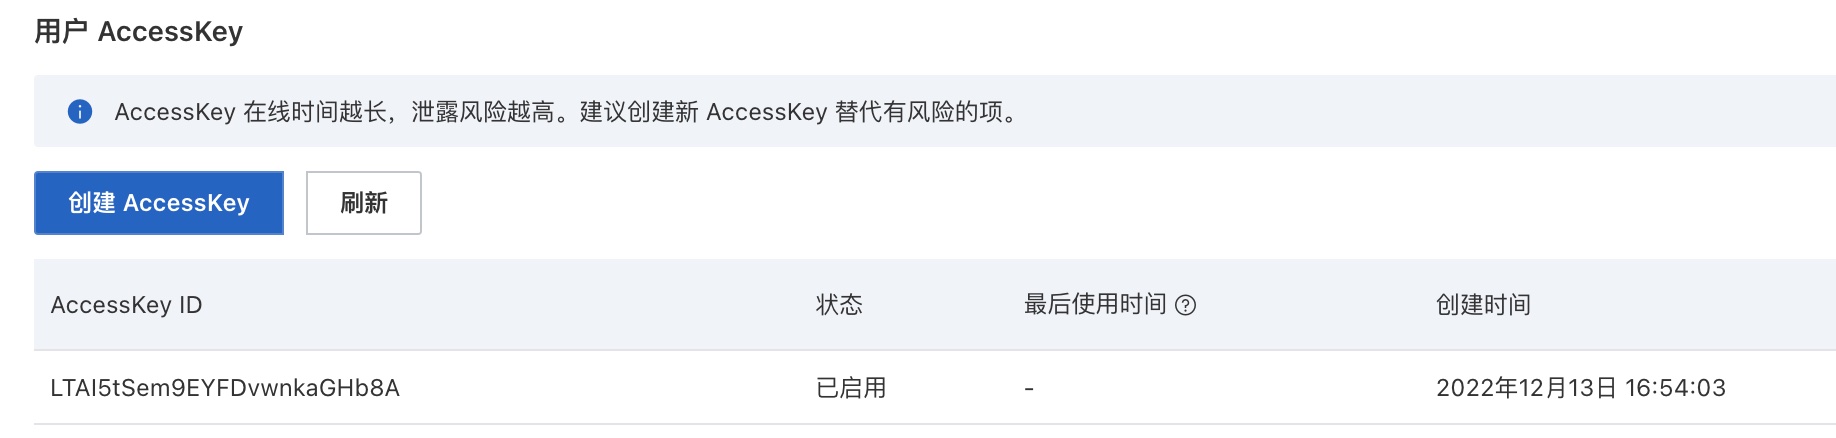 用户 AccessKey
AccessKey 在线时间越长，泄露风险越高。建议创建新 AccessKey 替代有风险的项。
创建 AccessKey 刷新
AccessKey ID 状态 最后使用时间 创建时间
LTAI5tSem9EYFDvwnkaGHb8A 已启用 - 2022年12月13日 16:54:03